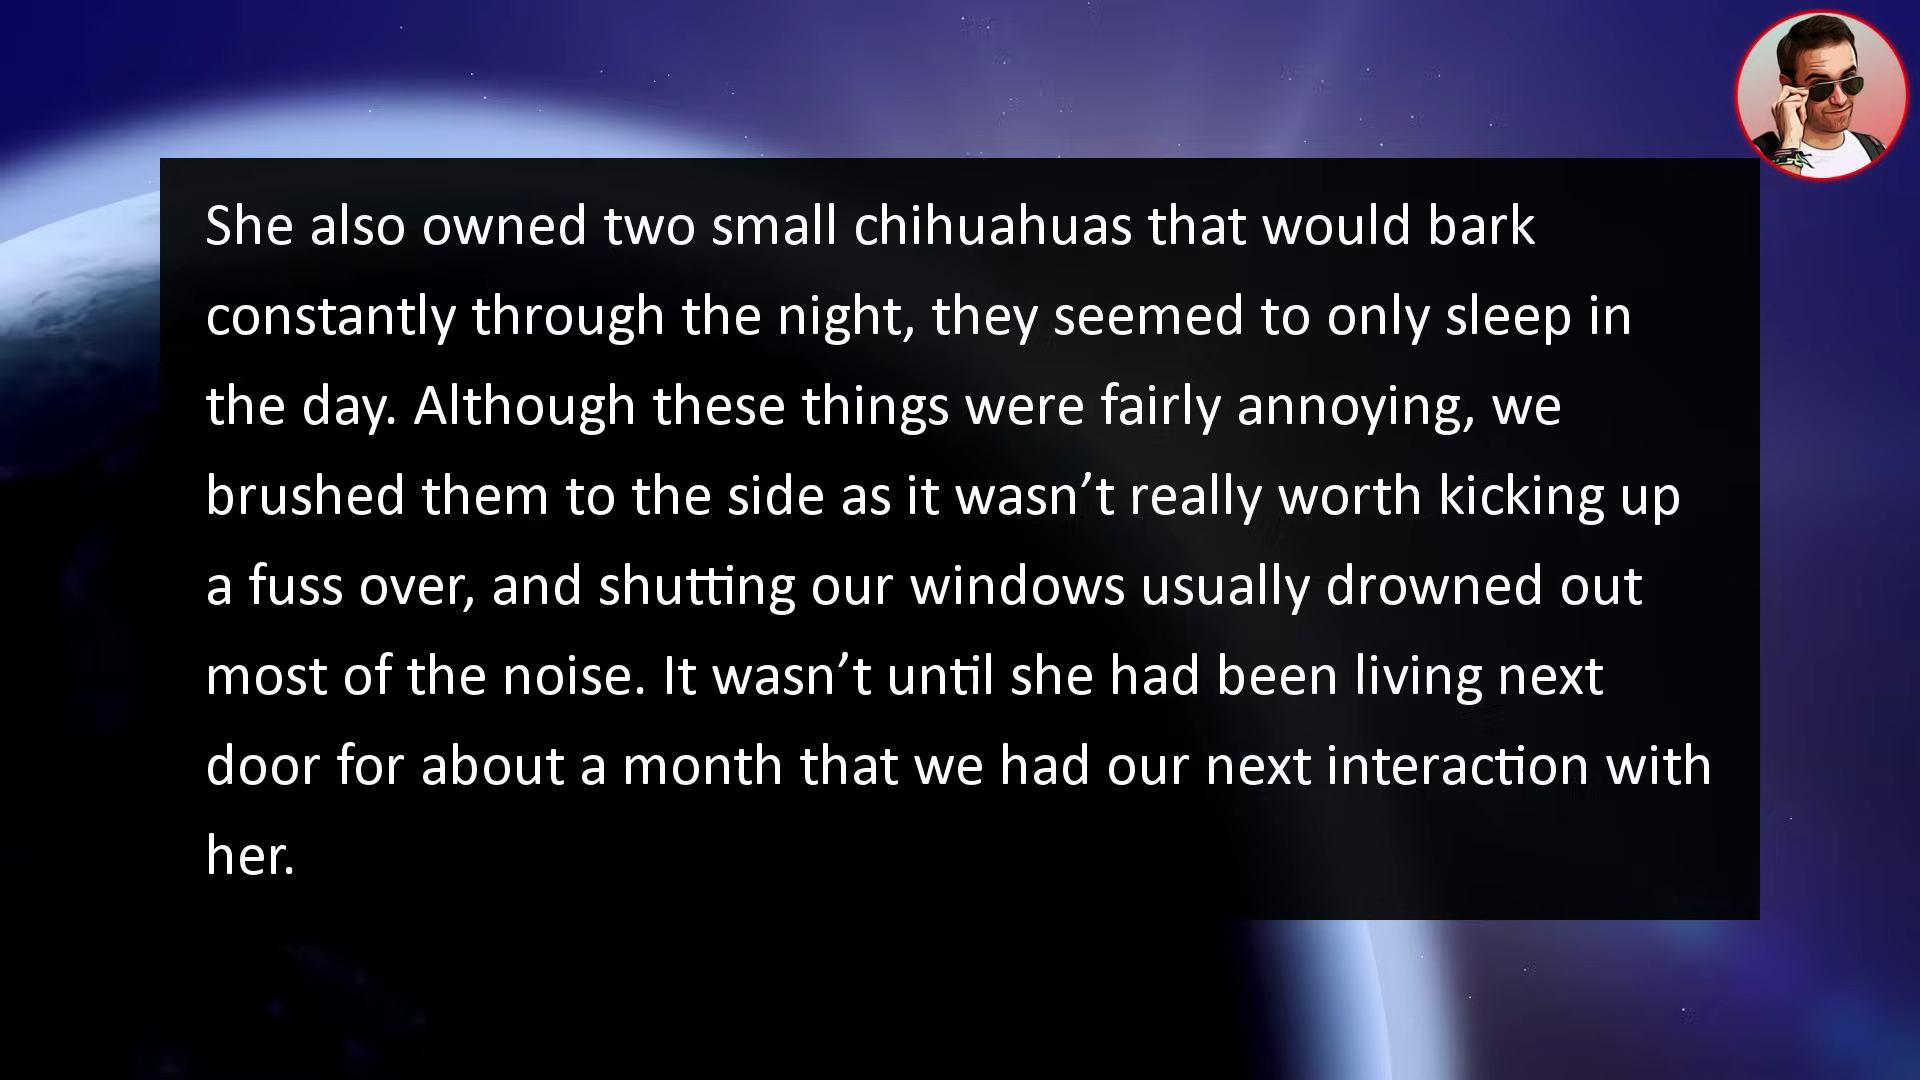 She also owned two small chihuahuas that would bark
constantly through the night, they seemed to only sleep in
the day. Although these things were fairly annoying, we
brushed them to the side as it wasn’t really worth kicking up
a fuss over, and shutting our windows usually drowned out
most of the noise. It wasn’t until she had been living next
door for about a month that we had our next interaction with
her.